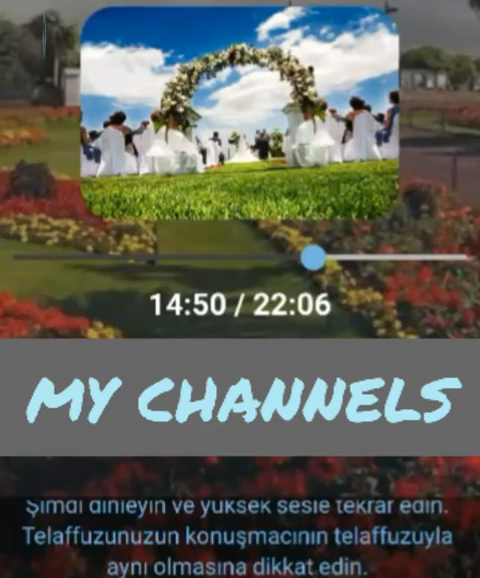 14:50 / 22:06
MY CHANNELS
Şimdi dinleyin ve yüksek sesle tekrar edin.
Telaffuzunuzun konuşmacının telaffuzuyla
aynı olmasına dikkat edin.